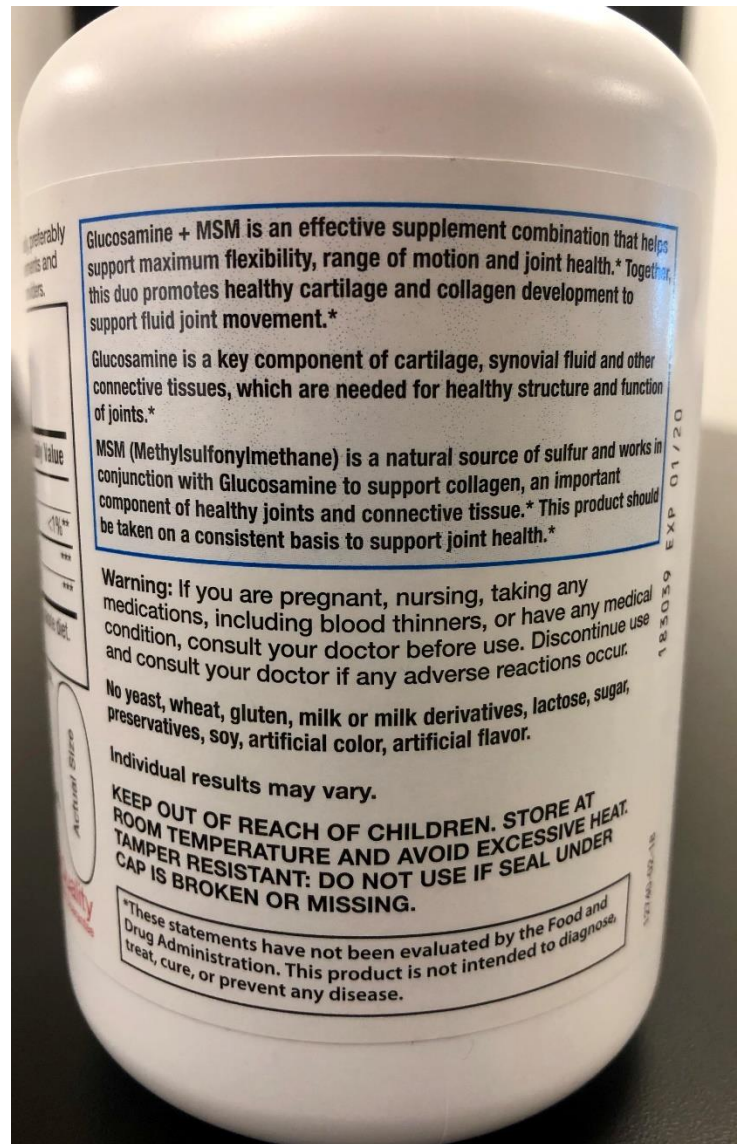 preferably
ments and
Value
<1%**
***
***
diet.
Actual Size
Quality
Glucosamine + MSM is an effective supplement combination that helps
support maximum flexibility, range of motion and joint health.* Together,
this duo promotes healthy cartilage and collagen development to
support fluid joint movement.*
Glucosamine is a key component of cartilage, synovial fluid and other
connective tissues, which are needed for healthy structure and function
of joints.*
MSM (Methylsulfonylmethane) is a natural source of sulfur and works in
conjunction with Glucosamine to support collagen, an important
component of healthy joints and connective tissue.* This product should
be taken on a consistent basis to support joint health.*
Warning: If you are pregnant, nursing, taking any
medications, including blood thinners, or have any medical
condition, consult your doctor before use. Discontinue use
and consult your doctor if any adverse reactions occur.
No yeast, wheat, gluten, milk or milk derivatives, lactose, sugar,
preservatives, soy, artificial color, artificial flavor.
Individual results may vary.
KEEP OUT OF REACH OF CHILDREN. STORE AT
ROOM TEMPERATURE AND AVOID EXCESSIVE HEAT.
TAMPER RESISTANT: DO NOT USE IF SEAL UNDER
CAP IS BROKEN OR MISSING.
*These statements have not been evaluated by the Food and
Drug Administration. This product is not intended to diagnose,
treat, cure, or prevent any disease.
183039 EXP 01/20